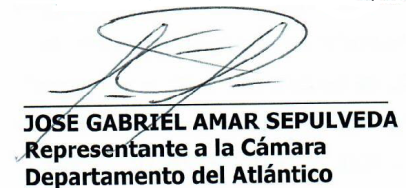 JOSE GABRIEL AMAR SEPULVEDA
Representante a la Cámara
Departamento del Atlántico